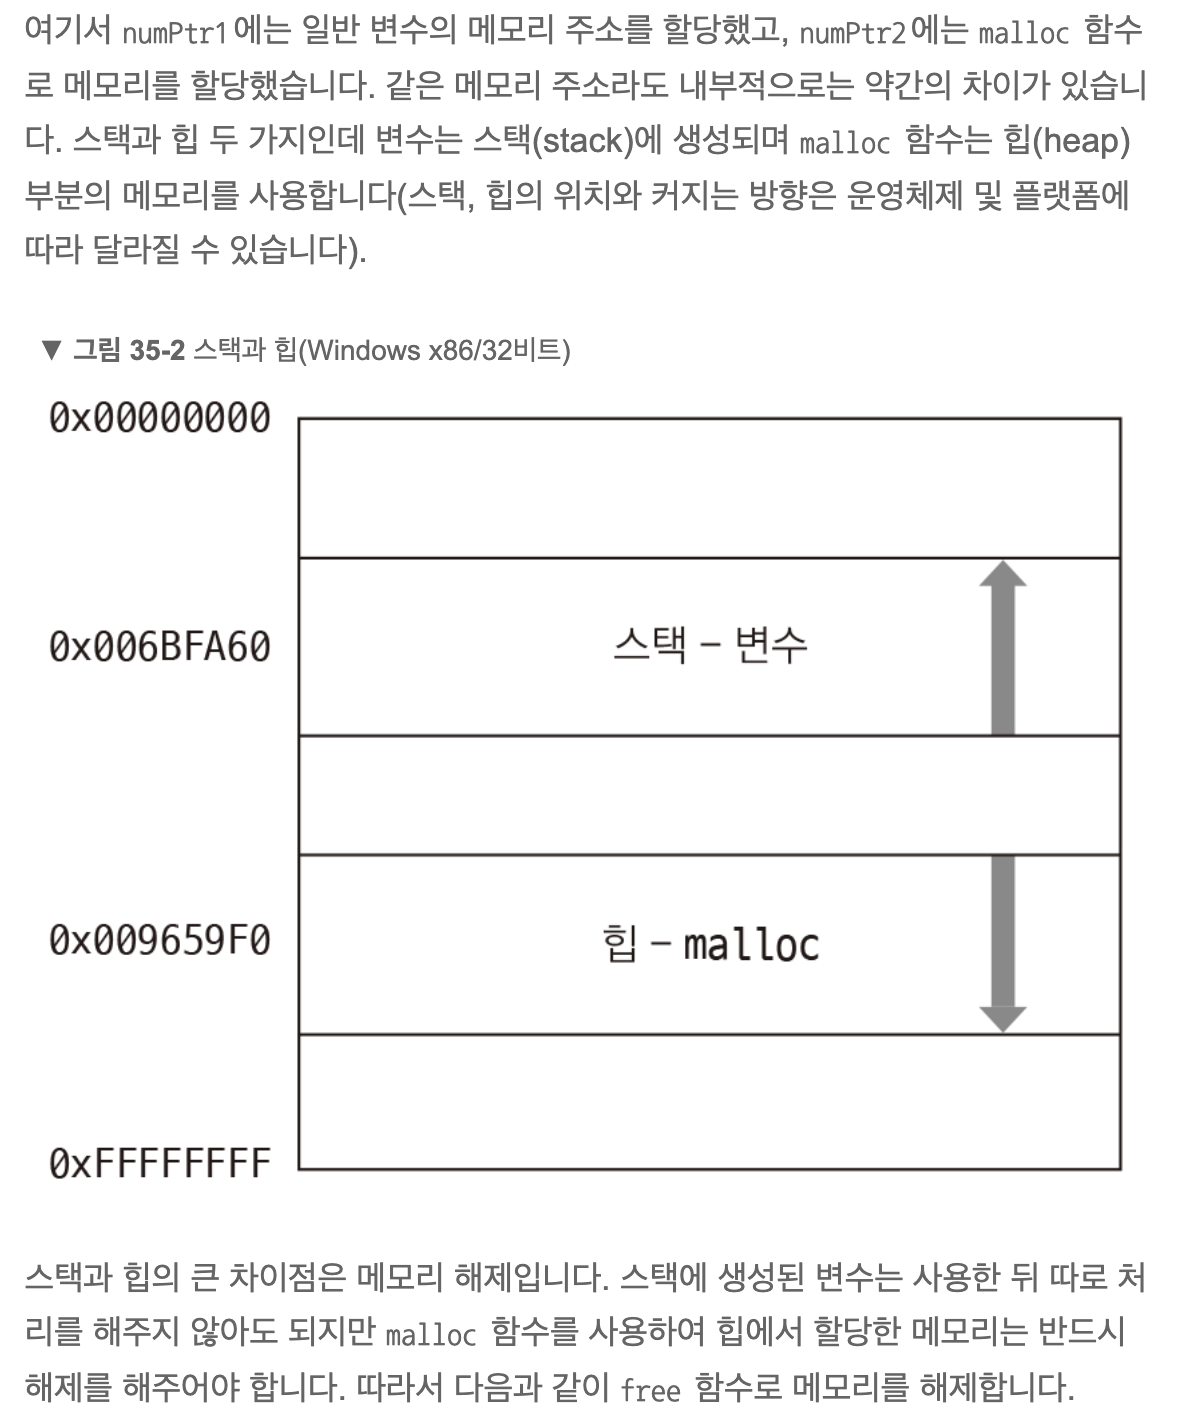 여기서 numPtr1에는 일반 변수의 메모리 주소를 할당했고, numPtr2에는 malloc 함수
로 메모리를 할당했습니다. 같은 메모리 주소라도 내부적으로는 약간의 차이가 있습니
다. 스택과 힙 두 가지인데 변수는 스택(stack)에 생성되며 malloc 함수는 힙(heap)
부분의 메모리를 사용합니다(스택, 힙의 위치와 커지는 방향은 운영체제 및 플랫폼에
따라 달라질 수 있습니다).
▼ 그림 35-2 스택과 힙(Windows x86/32비트)
0x00000000
0x006BFA60
스택 – 변수
0x009659F0
힙 – malloc
0xFFFFFFFF
스택과 힙의 큰 차이점은 메모리 해제입니다. 스택에 생성된 변수는 사용한 뒤 따로 처
리를 해주지 않아도 되지만 malloc 함수를 사용하여 힙에서 할당한 메모리는 반드시
해제를 해주어야 합니다. 따라서 다음과 같이 free 함수로 메모리를 해제합니다.